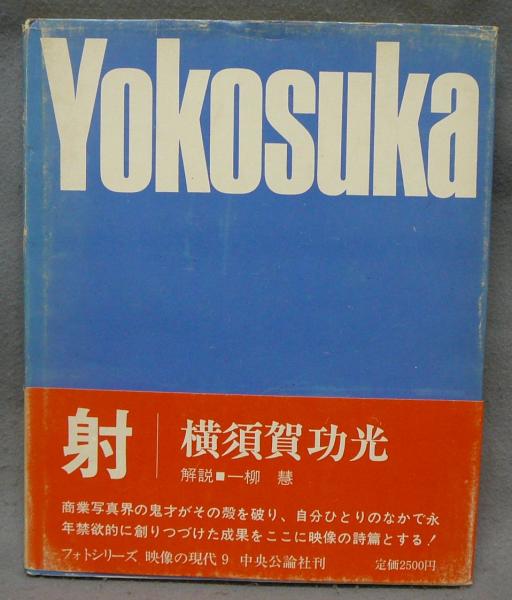 Yokosuka
射
横須賀功光
解説■一柳 慧
商業写真界の鬼才がその殻を破り、自分ひとりのなかで永
年禁欲的に創りつづけた成果をここに映像の詩篇とする!
フォトシリーズ 映像の現代9 中央公論社刊 定価2500円